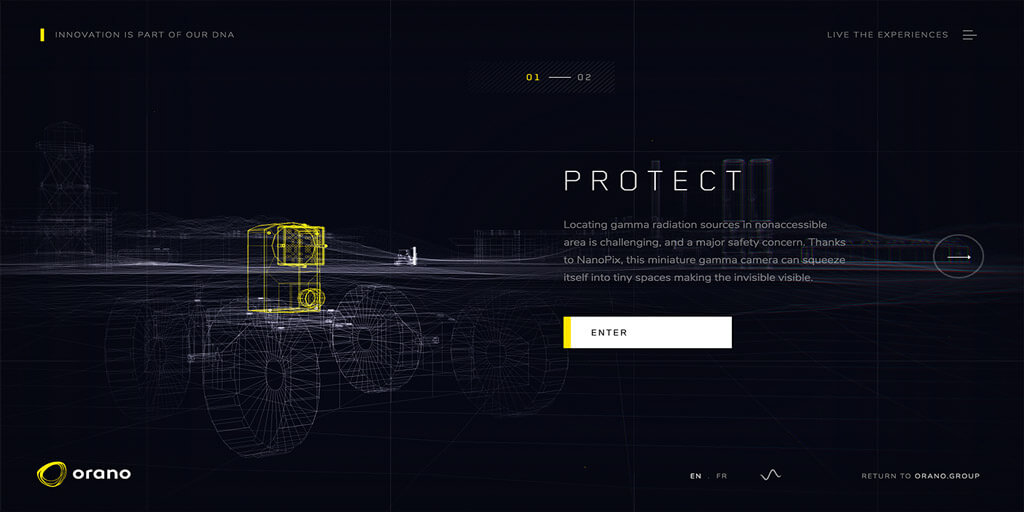 INNOVATION IS PART OF OUR DNA
LIVE THE EXPERIENCES
01 02
PROTECT
Locating gamma radiation sources in nonaccessible
area is challenging, and a major safety concern. Thanks
to NanoPix, this miniature gamma camera can squeeze
itself into tiny spaces making the invisible visible.
ENTER
orano
EN . FR
RETURN TO ORANO.GROUP